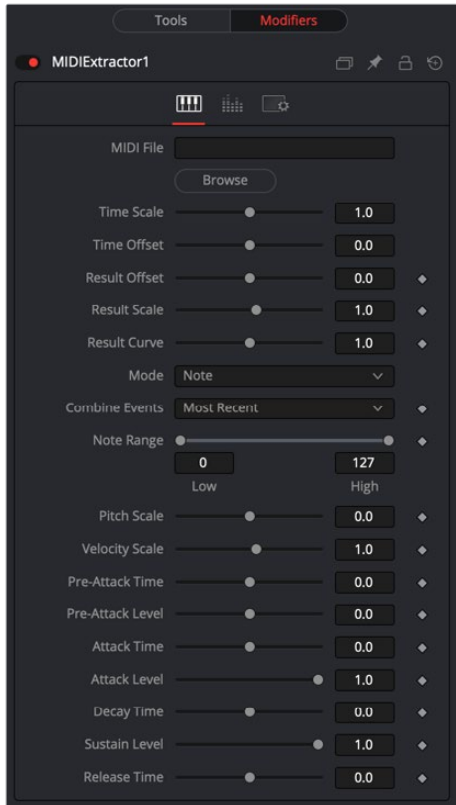 Tools Modifiers
MIDIExtractor1
MIDI File
Browse
Time Scale 1.0
Time Offset 0.0
Result Offset 0.0
Result Scale 1.0
Result Curve 1.0
Mode Note
Combine Events Most Recent
Note Range
0 127
Low High
Pitch Scale 0.0
Velocity Scale 1.0
Pre-Attack Time 0.0
Pre-Attack Level 0.0
Attack Time 0.0
Attack Level 1.0
Decay Time 0.0
Sustain Level 1.0
Release Time 0.0